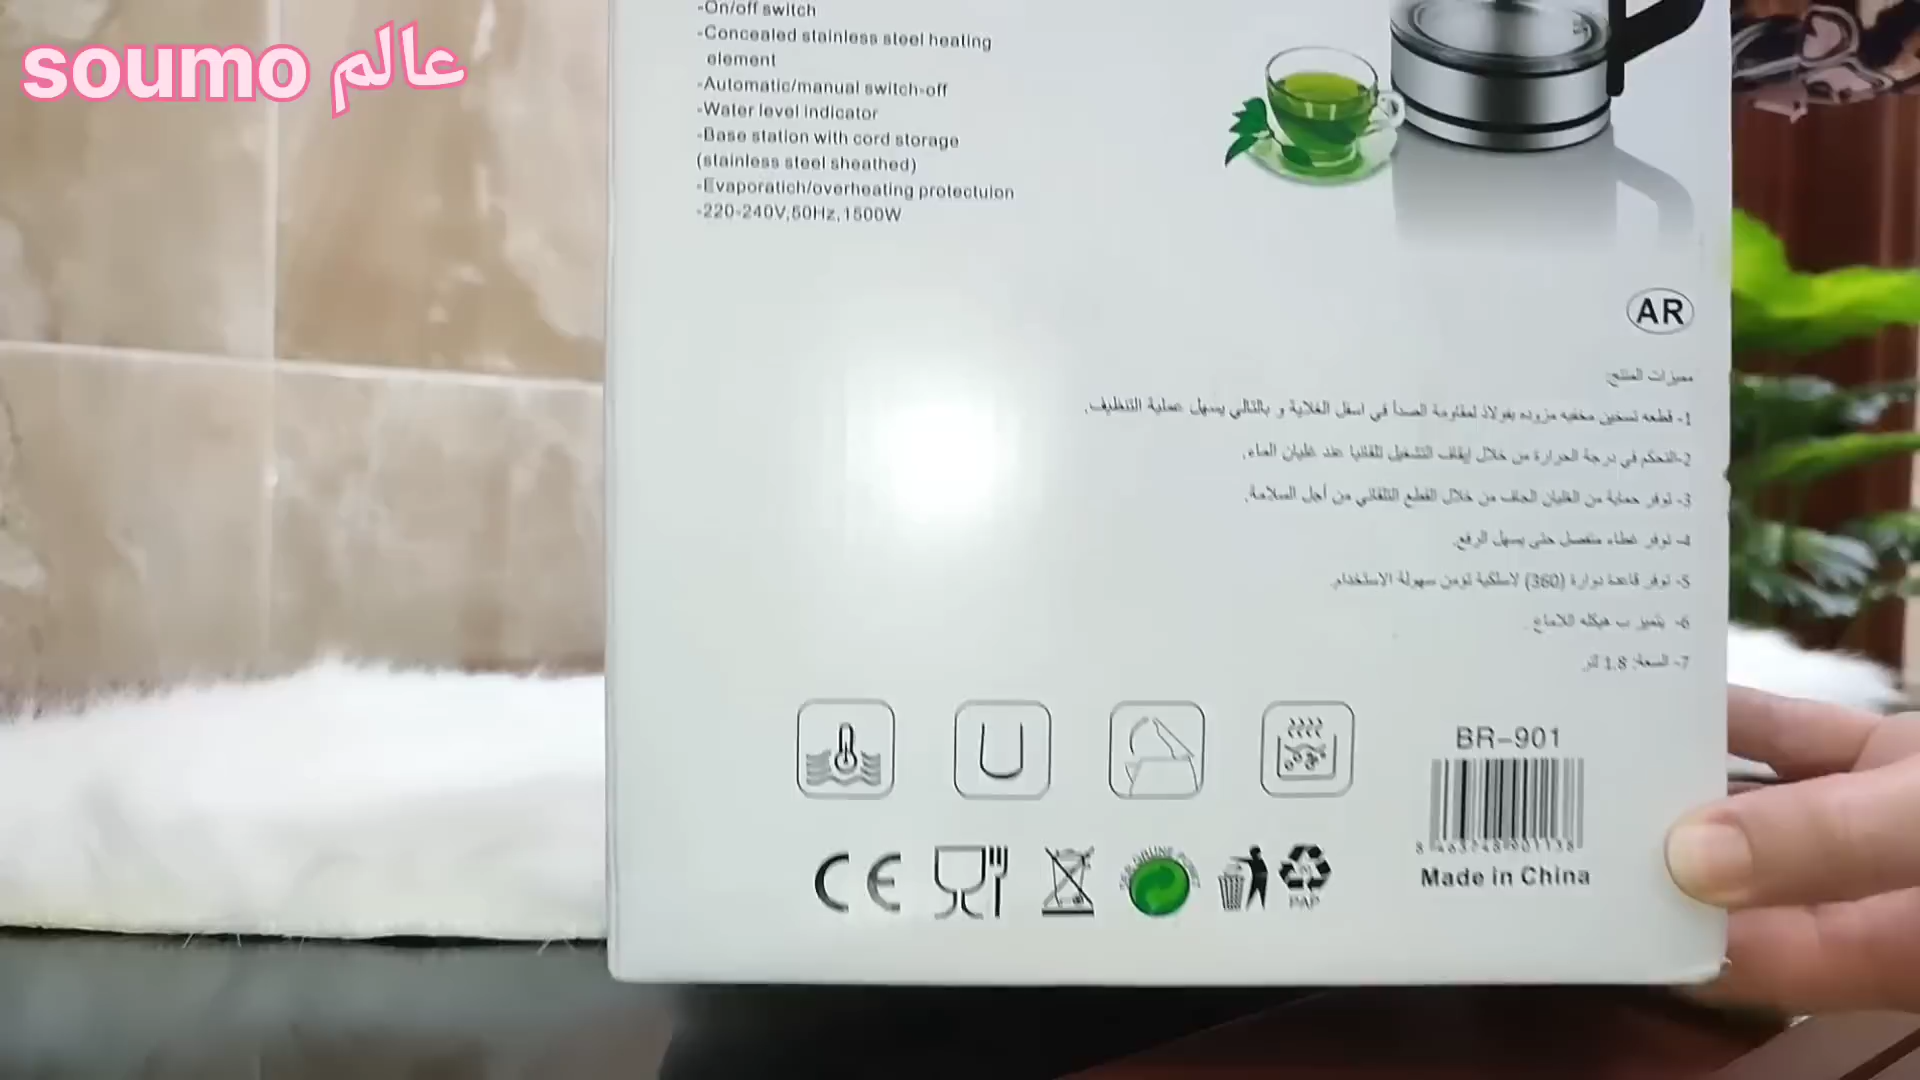 soumo عالم
-On/off switch
-Concealed stainless steel heating
element
-Automatic/manual switch-off
-Water level indicator
-Base station with cord storage
(stainless steel sheathed)
-Evaporatich/overheating protectuion
-220-240V,50Hz,1500W
AR
مميزات المنتج:
1- قطعه تسخين مخفيه مزوده بفولاذ لمقاومة الصدأ في اسفل الغلاية و بالتالي يسهل عملية التنظيف.
2-التحكم في درجة الحرارة من خلال إيقاف التشغيل تلقائيا عند غليان الماء.
3- توفر حماية من الغليان الجاف من خلال القطع التلقائي من أجل السلامة.
4- توفر غطاء منفصل حتى يسهل الرفع.
5- توفر قاعدة دوارة (360) لاسلكية تؤمن سهولة الاستخدام.
6- يتميز ب هيكله اللامع.
7- السعة: 1.8 لتر
BR-901
Made in China
CE
PAP